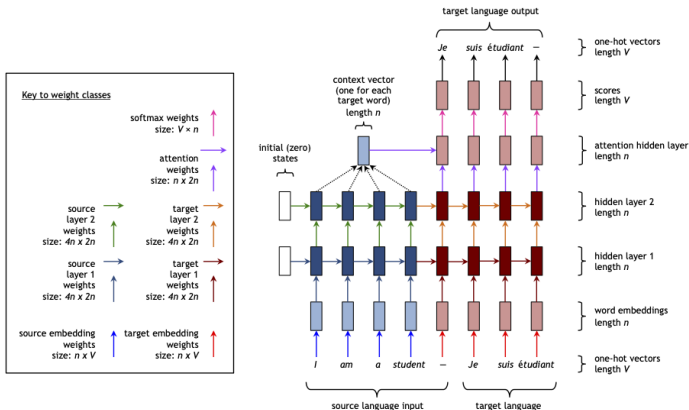 target language output
Je suis étudiant –
one-hot vectors
length V
Key to weight classes
softmax weights
size: V × n
attention
weights
size: n x 2n
source
layer 2
weights
size: 4n x 2n
target
layer 2
weights
size: 4n x 2n
source
layer 1
weights
size: 4n x 2n
target
layer 1
weights
size: 4n x 2n
source embedding
weights
size: n x V
target embedding
weights
size: n x V
context vector
(one for each
target word)
length n
initial (zero)
states
scores
length V
attention hidden layer
length n
hidden layer 2
length n
hidden layer 1
length n
word embeddings
length n
I am a student – Je suis étudiant
one-hot vectors
length V
source language input
target language